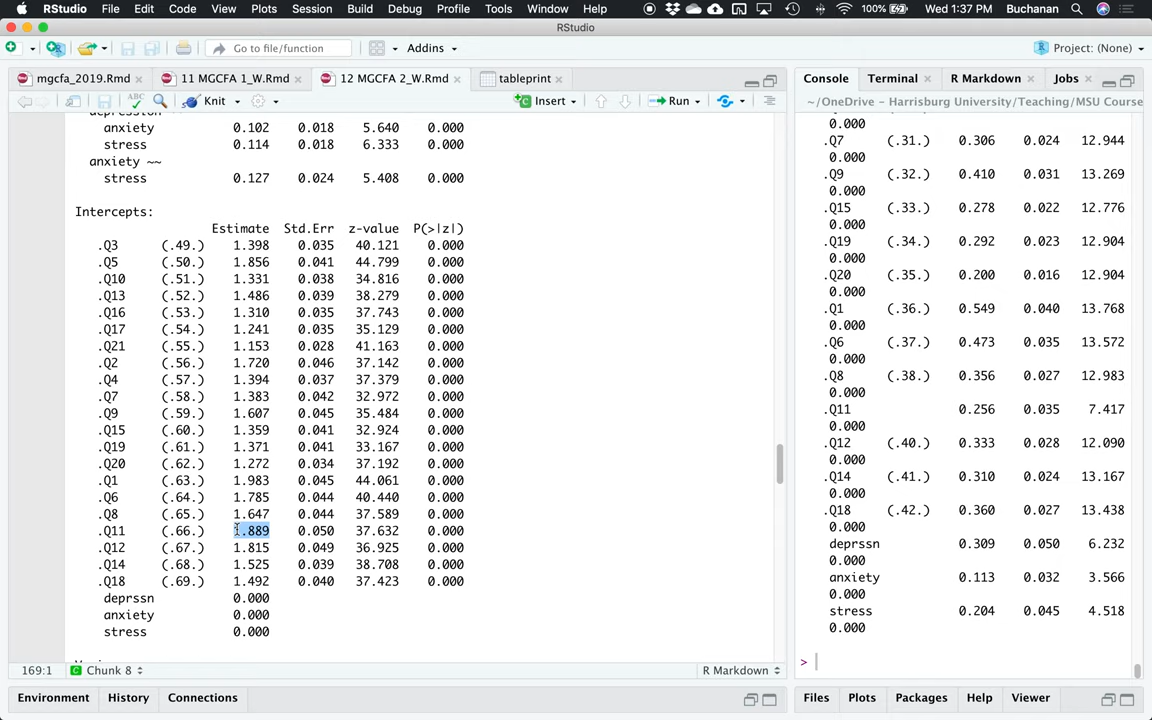 RStudio File Edit Code View Plots Session Build Debug Profile Tools Window Help 100% Wed 1:37 PM Buchanan
RStudio
Go to file/function Addins Project: (None)
mgcfa_2019.Rmd 11 MGCFA 1_W.Rmd 12 MGCFA 2_W.Rmd tableprint
ABC Knit Insert Run
depression ~~
anxiety 0.102 0.018 5.640 0.000
stress 0.114 0.018 6.333 0.000
anxiety ~~
stress 0.127 0.024 5.408 0.000
Intercepts:
Estimate Std.Err z-value P(>|z|)
.Q3 (.49.) 1.398 0.035 40.121 0.000
.Q5 (.50.) 1.856 0.041 44.799 0.000
.Q10 (.51.) 1.331 0.038 34.816 0.000
.Q13 (.52.) 1.486 0.039 38.279 0.000
.Q16 (.53.) 1.310 0.035 37.743 0.000
.Q17 (.54.) 1.241 0.035 35.129 0.000
.Q21 (.55.) 1.153 0.028 41.163 0.000
.Q2 (.56.) 1.720 0.046 37.142 0.000
.Q4 (.57.) 1.394 0.037 37.379 0.000
.Q7 (.58.) 1.383 0.042 32.972 0.000
.Q9 (.59.) 1.607 0.045 35.484 0.000
.Q15 (.60.) 1.359 0.041 32.924 0.000
.Q19 (.61.) 1.371 0.041 33.167 0.000
.Q20 (.62.) 1.272 0.034 37.192 0.000
.Q1 (.63.) 1.983 0.045 44.061 0.000
.Q6 (.64.) 1.785 0.044 40.440 0.000
.Q8 (.65.) 1.647 0.044 37.589 0.000
.Q11 (.66.) 1.889 0.050 37.632 0.000
.Q12 (.67.) 1.815 0.049 36.925 0.000
.Q14 (.68.) 1.525 0.039 38.708 0.000
.Q18 (.69.) 1.492 0.040 37.423 0.000
deprssn 0.000
anxiety 0.000
stress 0.000
169:1 Chunk 8 R Markdown
Environment History Connections
Console Terminal R Markdown Jobs
~/OneDrive - Harrisburg University/Teaching/MSU Course
0.000
.Q7 (.31.) 0.306 0.024 12.944
0.000
.Q9 (.32.) 0.410 0.031 13.269
0.000
.Q15 (.33.) 0.278 0.022 12.776
0.000
.Q19 (.34.) 0.292 0.023 12.904
0.000
.Q20 (.35.) 0.200 0.016 12.904
0.000
.Q1 (.36.) 0.549 0.040 13.768
0.000
.Q6 (.37.) 0.473 0.035 13.572
0.000
.Q8 (.38.) 0.356 0.027 12.983
0.000
.Q11 0.256 0.035 7.417
0.000
.Q12 (.40.) 0.333 0.028 12.090
0.000
.Q14 (.41.) 0.310 0.024 13.167
0.000
.Q18 (.42.) 0.360 0.027 13.438
0.000
deprssn 0.309 0.050 6.232
0.000
anxiety 0.113 0.032 3.566
0.000
stress 0.204 0.045 4.518
0.000
>
Files Plots Packages Help Viewer